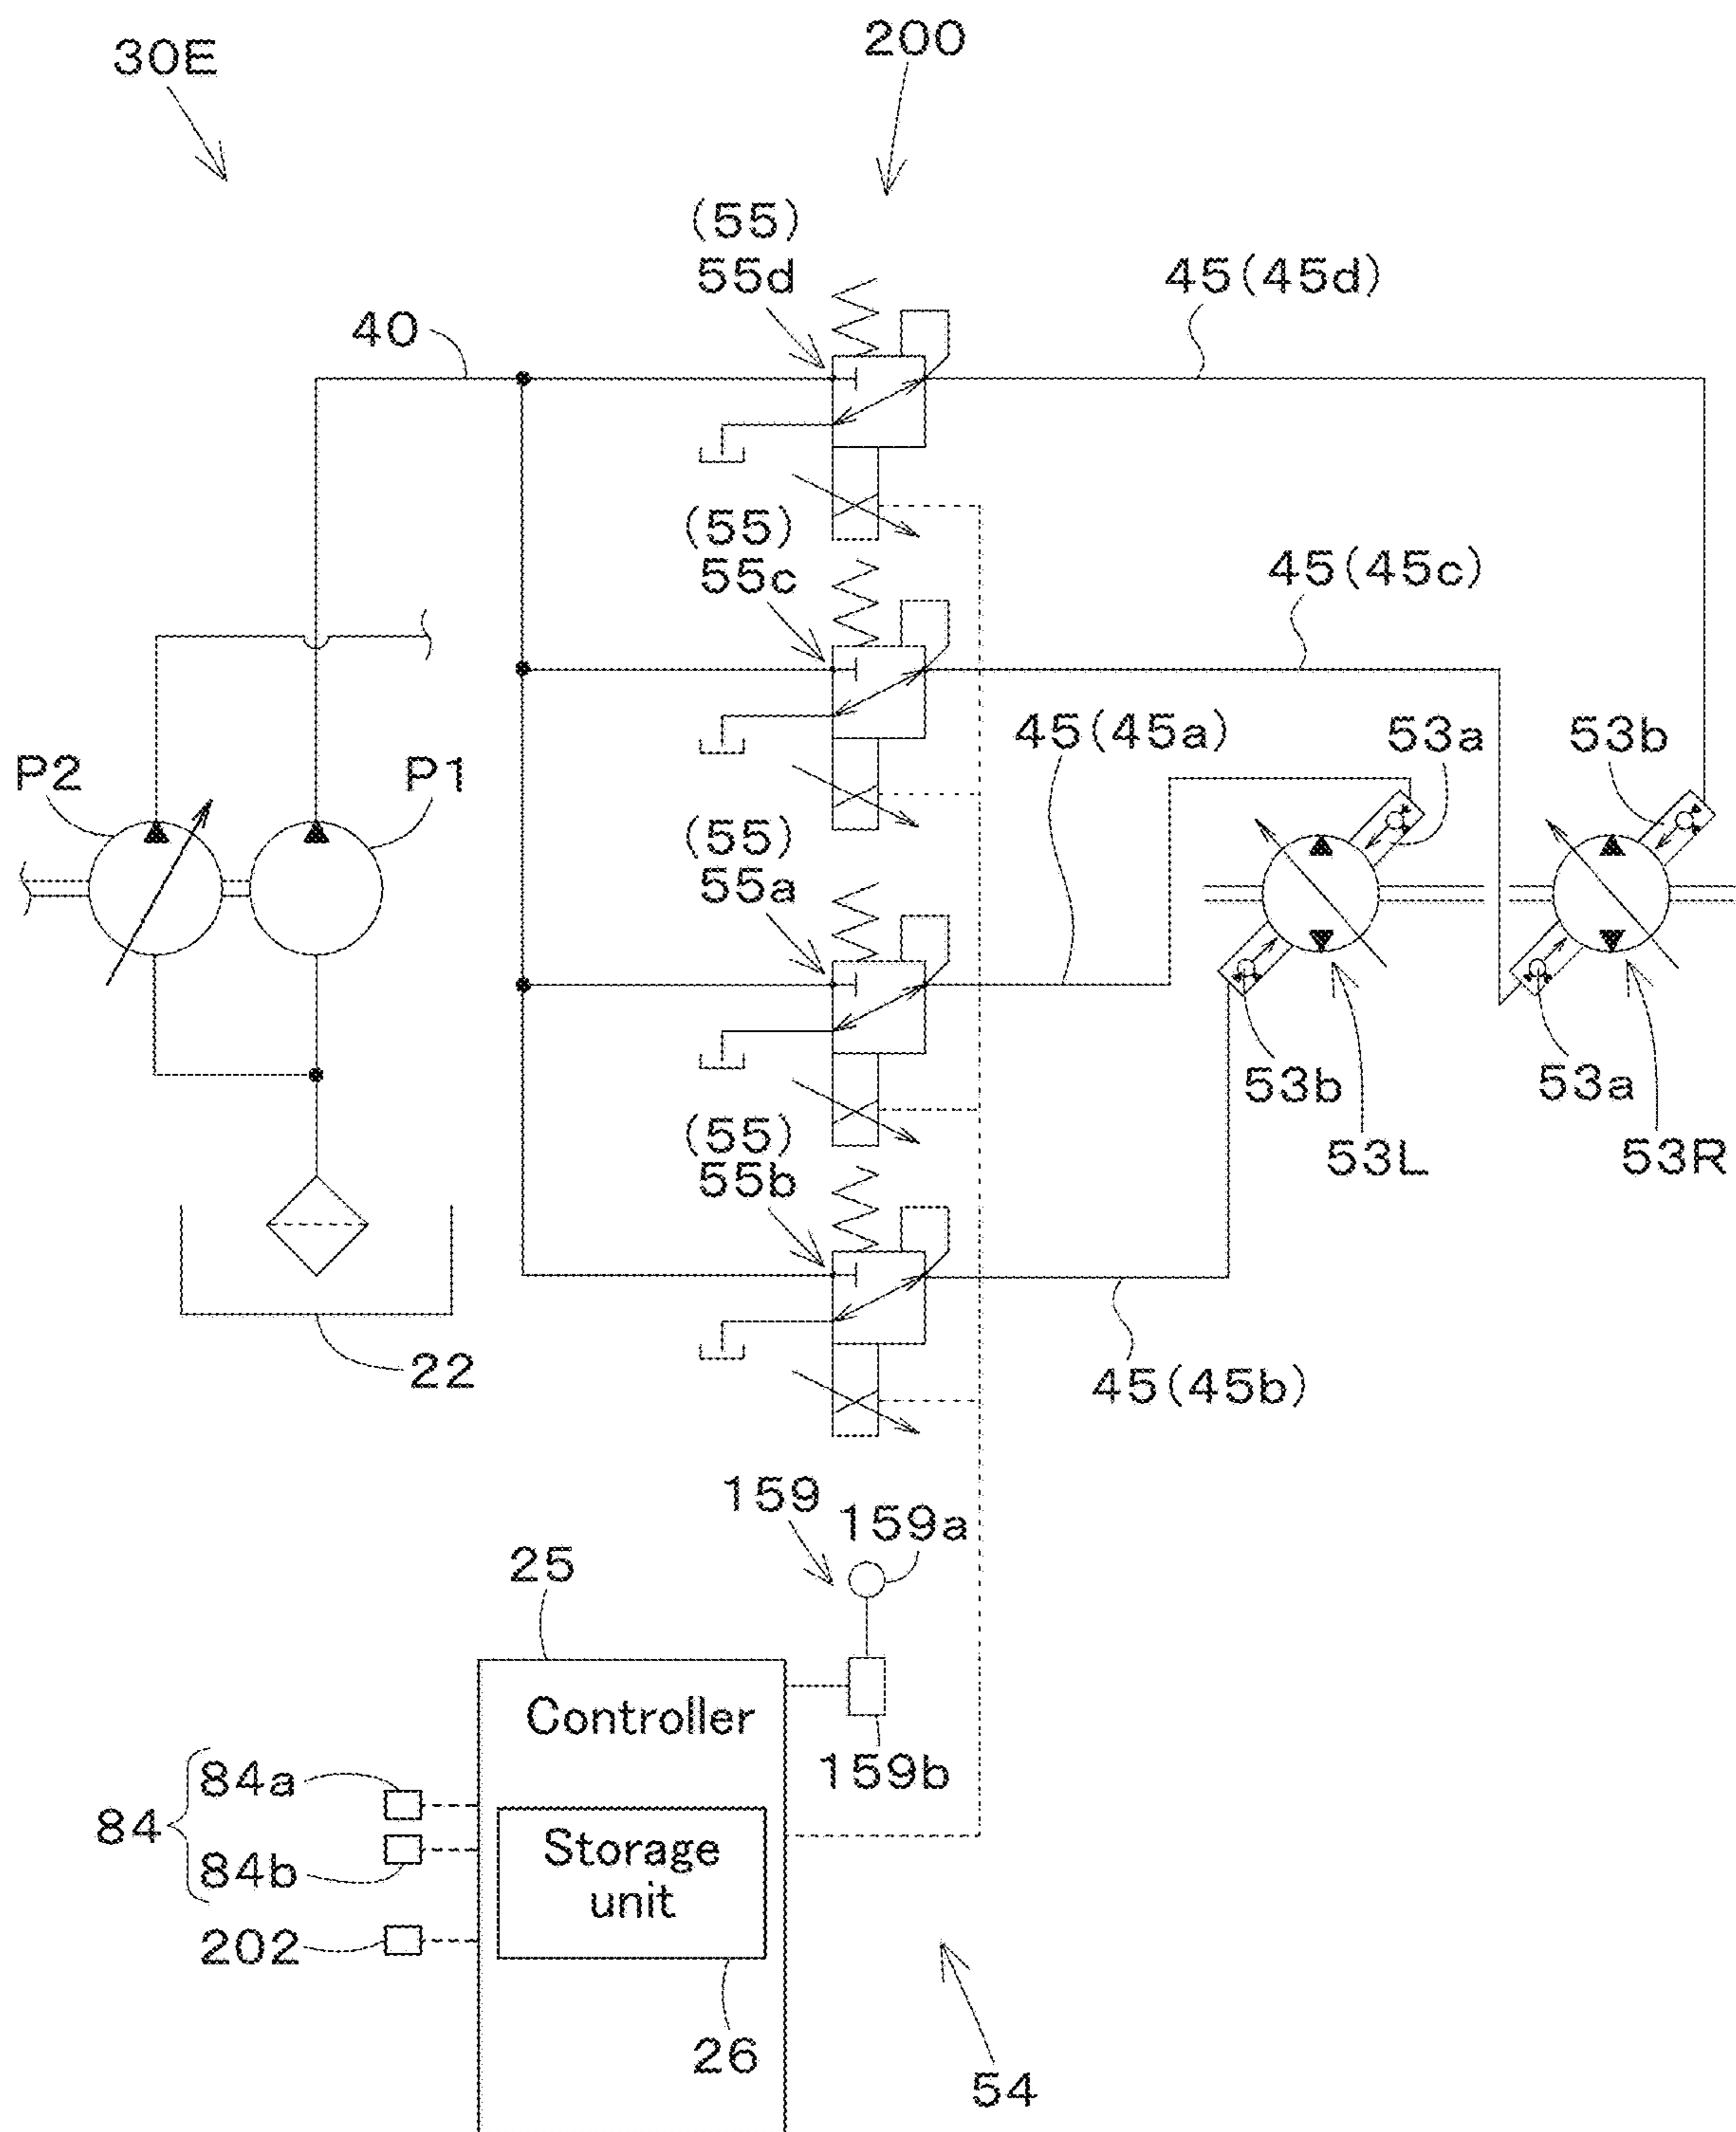 30E
200
(55)
55d
45(45d)
40
(55)
55c
45(45c)
45(45a)
53a
53b
P2
P1
(55)
55a
53b
53a
(55)
55b
53L
53R
22
45(45b)
159
159a
25
Controller
159b
84
84a
84b
Storage
unit
202
26
54